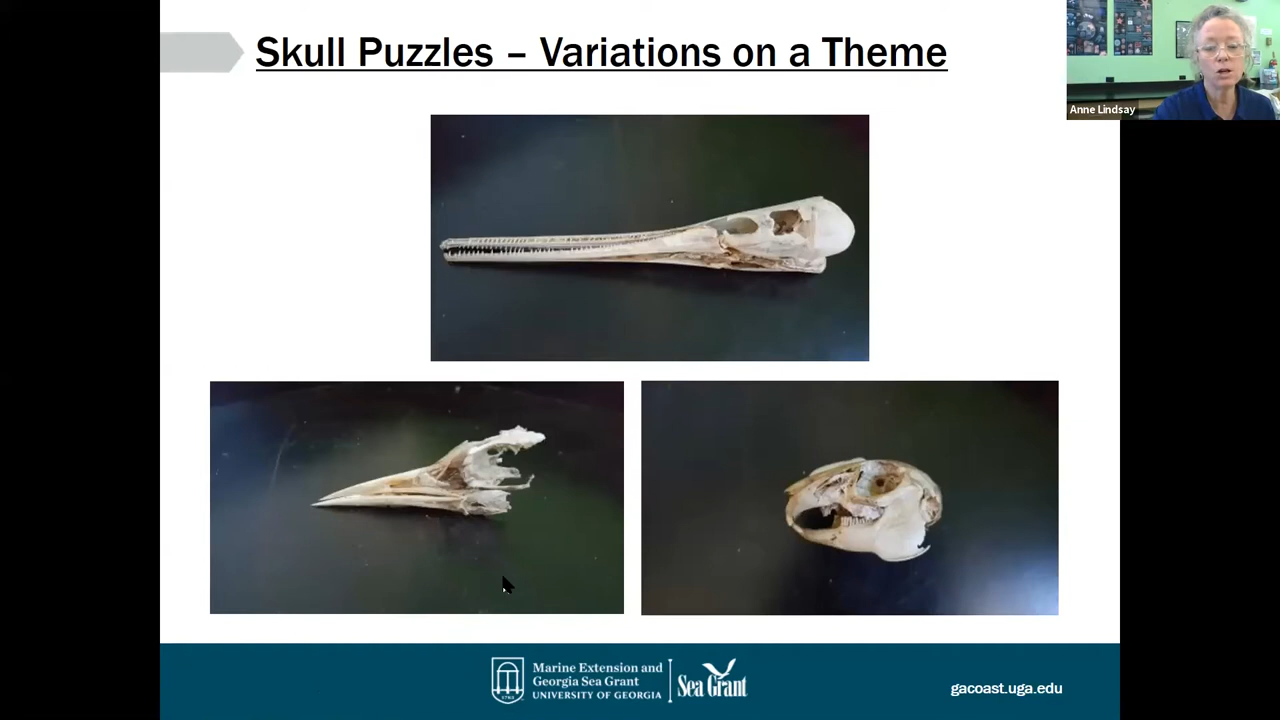 Skull Puzzles – Variations on a Theme
Anne Lindsay
Marine Extension and
Georgia Sea Grant
UNIVERSITY OF GEORGIA
Sea Grant
gacoast.uga.edu